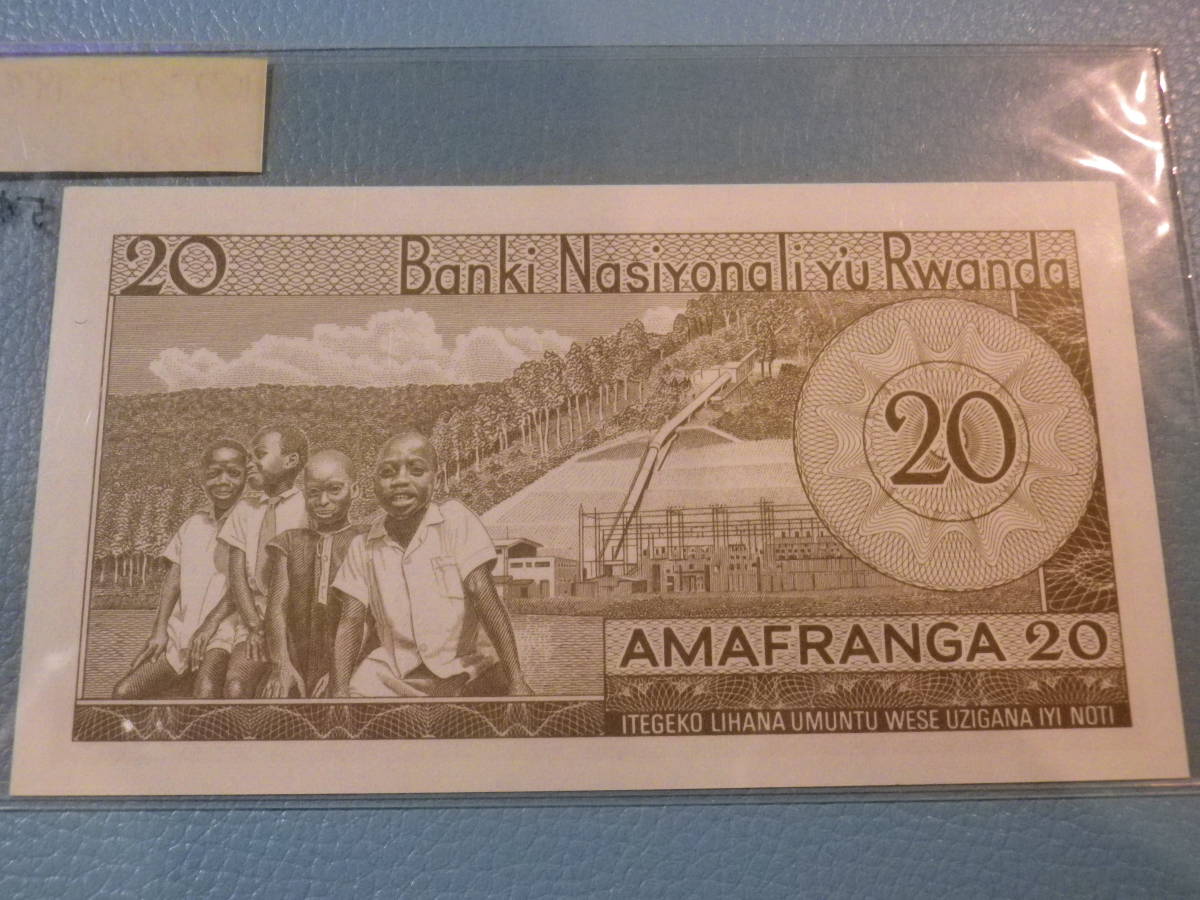 20 Banki Nasiyonali y'u Rwanda
20
AMAFRANGA 20
ITEGEKO LIHANA UMUNTU WESE UZIGANA IYI NOTI